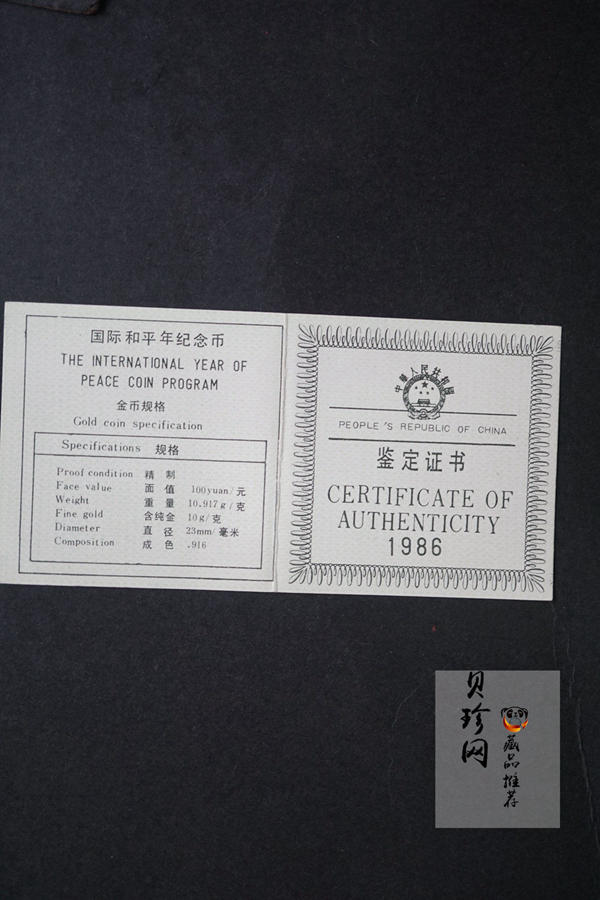 国际和平年纪念币
THE INTERNATIONAL YEAR OF
PEACE COIN PROGRAM
金币规格
Gold coin specification
Specifications 规格
Proof condition 精制
Face value 面值 100yuan/元
Weight 重量 10.917g/克
Fine gold 含纯金 10g/克
Diameter 直径 23mm/毫米
Composition 成色 .916
中華人民共和国
PEOPLE'S REPUBLIC OF CHINA
鉴定证书
CERTIFICATE OF
AUTHENTICITY
1986
贝珍网
藏品推荐